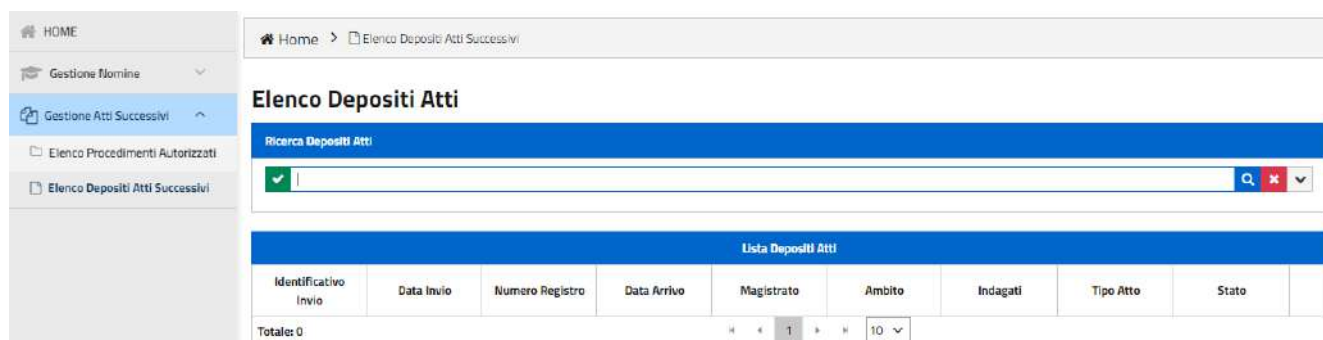 HOME
Gestione Nomine
Gestione Atti Successivi
Elenco Procedimenti Autorizzati
Elenco Depositi Atti Successivi
Home > Elenco Depositi Atti Successivi
Elenco Depositi Atti
Ricerca Depositi Atti
Lista Depositi Atti
Identificativo Invio Data Invio Numero Registro Data Arrivo Magistrato Ambito Indagati Tipo Atto Stato
Totale: 0 1 10